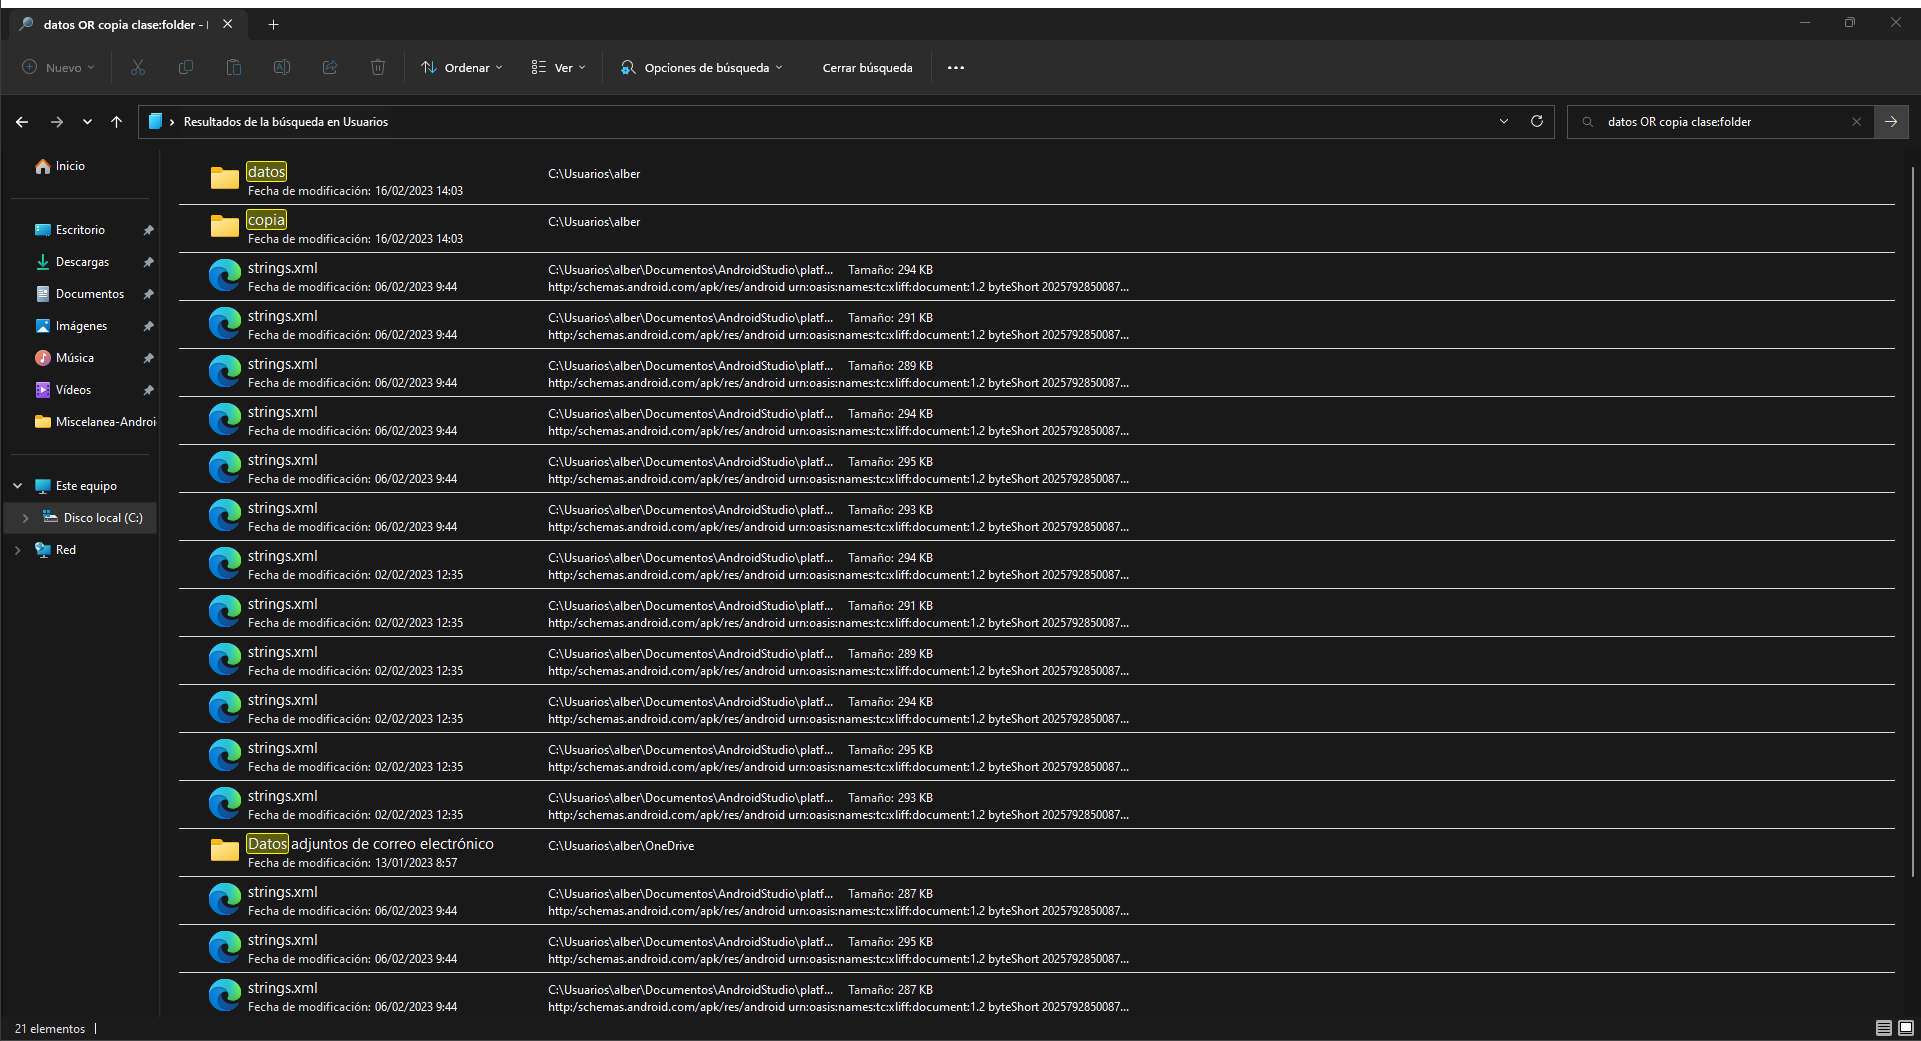 datos OR copia clase:folder - 
Nuevo
Ordenar
Ver
Opciones de búsqueda
Cerrar búsqueda
Resultados de la búsqueda en Usuarios
datos OR copia clase:folder
Inicio
Escritorio
Descargas
Documentos
Imágenes
Música
Vídeos
Miscelanea-Androi
Este equipo
Disco local (C:)
Red
datos C:\Usuarios\alber
Fecha de modificación: 16/02/2023 14:03
copia C:\Usuarios\alber
Fecha de modificación: 16/02/2023 14:03
strings.xml C:\Usuarios\alber\Documentos\AndroidStudio\platf... Tamaño: 294 KB
Fecha de modificación: 06/02/2023 9:44 http:/schemas.android.com/apk/res/android urn:oasis:names:tc:xliff:document:1.2 byteShort 2025792850087...
strings.xml C:\Usuarios\alber\Documentos\AndroidStudio\platf... Tamaño: 291 KB
Fecha de modificación: 06/02/2023 9:44 http:/schemas.android.com/apk/res/android urn:oasis:names:tc:xliff:document:1.2 byteShort 2025792850087...
strings.xml C:\Usuarios\alber\Documentos\AndroidStudio\platf... Tamaño: 289 KB
Fecha de modificación: 06/02/2023 9:44 http:/schemas.android.com/apk/res/android urn:oasis:names:tc:xliff:document:1.2 byteShort 2025792850087...
strings.xml C:\Usuarios\alber\Documentos\AndroidStudio\platf... Tamaño: 294 KB
Fecha de modificación: 06/02/2023 9:44 http:/schemas.android.com/apk/res/android urn:oasis:names:tc:xliff:document:1.2 byteShort 2025792850087...
strings.xml C:\Usuarios\alber\Documentos\AndroidStudio\platf... Tamaño: 295 KB
Fecha de modificación: 06/02/2023 9:44 http:/schemas.android.com/apk/res/android urn:oasis:names:tc:xliff:document:1.2 byteShort 2025792850087...
strings.xml C:\Usuarios\alber\Documentos\AndroidStudio\platf... Tamaño: 293 KB
Fecha de modificación: 06/02/2023 9:44 http:/schemas.android.com/apk/res/android urn:oasis:names:tc:xliff:document:1.2 byteShort 2025792850087...
strings.xml C:\Usuarios\alber\Documentos\AndroidStudio\platf... Tamaño: 294 KB
Fecha de modificación: 02/02/2023 12:35 http:/schemas.android.com/apk/res/android urn:oasis:names:tc:xliff:document:1.2 byteShort 2025792850087...
strings.xml C:\Usuarios\alber\Documentos\AndroidStudio\platf... Tamaño: 291 KB
Fecha de modificación: 02/02/2023 12:35 http:/schemas.android.com/apk/res/android urn:oasis:names:tc:xliff:document:1.2 byteShort 2025792850087...
strings.xml C:\Usuarios\alber\Documentos\AndroidStudio\platf... Tamaño: 289 KB
Fecha de modificación: 02/02/2023 12:35 http:/schemas.android.com/apk/res/android urn:oasis:names:tc:xliff:document:1.2 byteShort 2025792850087...
strings.xml C:\Usuarios\alber\Documentos\AndroidStudio\platf... Tamaño: 294 KB
Fecha de modificación: 02/02/2023 12:35 http:/schemas.android.com/apk/res/android urn:oasis:names:tc:xliff:document:1.2 byteShort 2025792850087...
strings.xml C:\Usuarios\alber\Documentos\AndroidStudio\platf... Tamaño: 295 KB
Fecha de modificación: 02/02/2023 12:35 http:/schemas.android.com/apk/res/android urn:oasis:names:tc:xliff:document:1.2 byteShort 2025792850087...
strings.xml C:\Usuarios\alber\Documentos\AndroidStudio\platf... Tamaño: 293 KB
Fecha de modificación: 02/02/2023 12:35 http:/schemas.android.com/apk/res/android urn:oasis:names:tc:xliff:document:1.2 byteShort 2025792850087...
Datos adjuntos de correo electrónico C:\Usuarios\alber\OneDrive
Fecha de modificación: 13/01/2023 8:57
strings.xml C:\Usuarios\alber\Documentos\AndroidStudio\platf... Tamaño: 287 KB
Fecha de modificación: 06/02/2023 9:44 http:/schemas.android.com/apk/res/android urn:oasis:names:tc:xliff:document:1.2 byteShort 2025792850087...
strings.xml C:\Usuarios\alber\Documentos\AndroidStudio\platf... Tamaño: 295 KB
Fecha de modificación: 06/02/2023 9:44 http:/schemas.android.com/apk/res/android urn:oasis:names:tc:xliff:document:1.2 byteShort 2025792850087...
strings.xml C:\Usuarios\alber\Documentos\AndroidStudio\platf... Tamaño: 287 KB
Fecha de modificación: 06/02/2023 9:44 http:/schemas.android.com/apk/res/android urn:oasis:names:tc:xliff:document:1.2 byteShort 2025792850087...
21 elementos